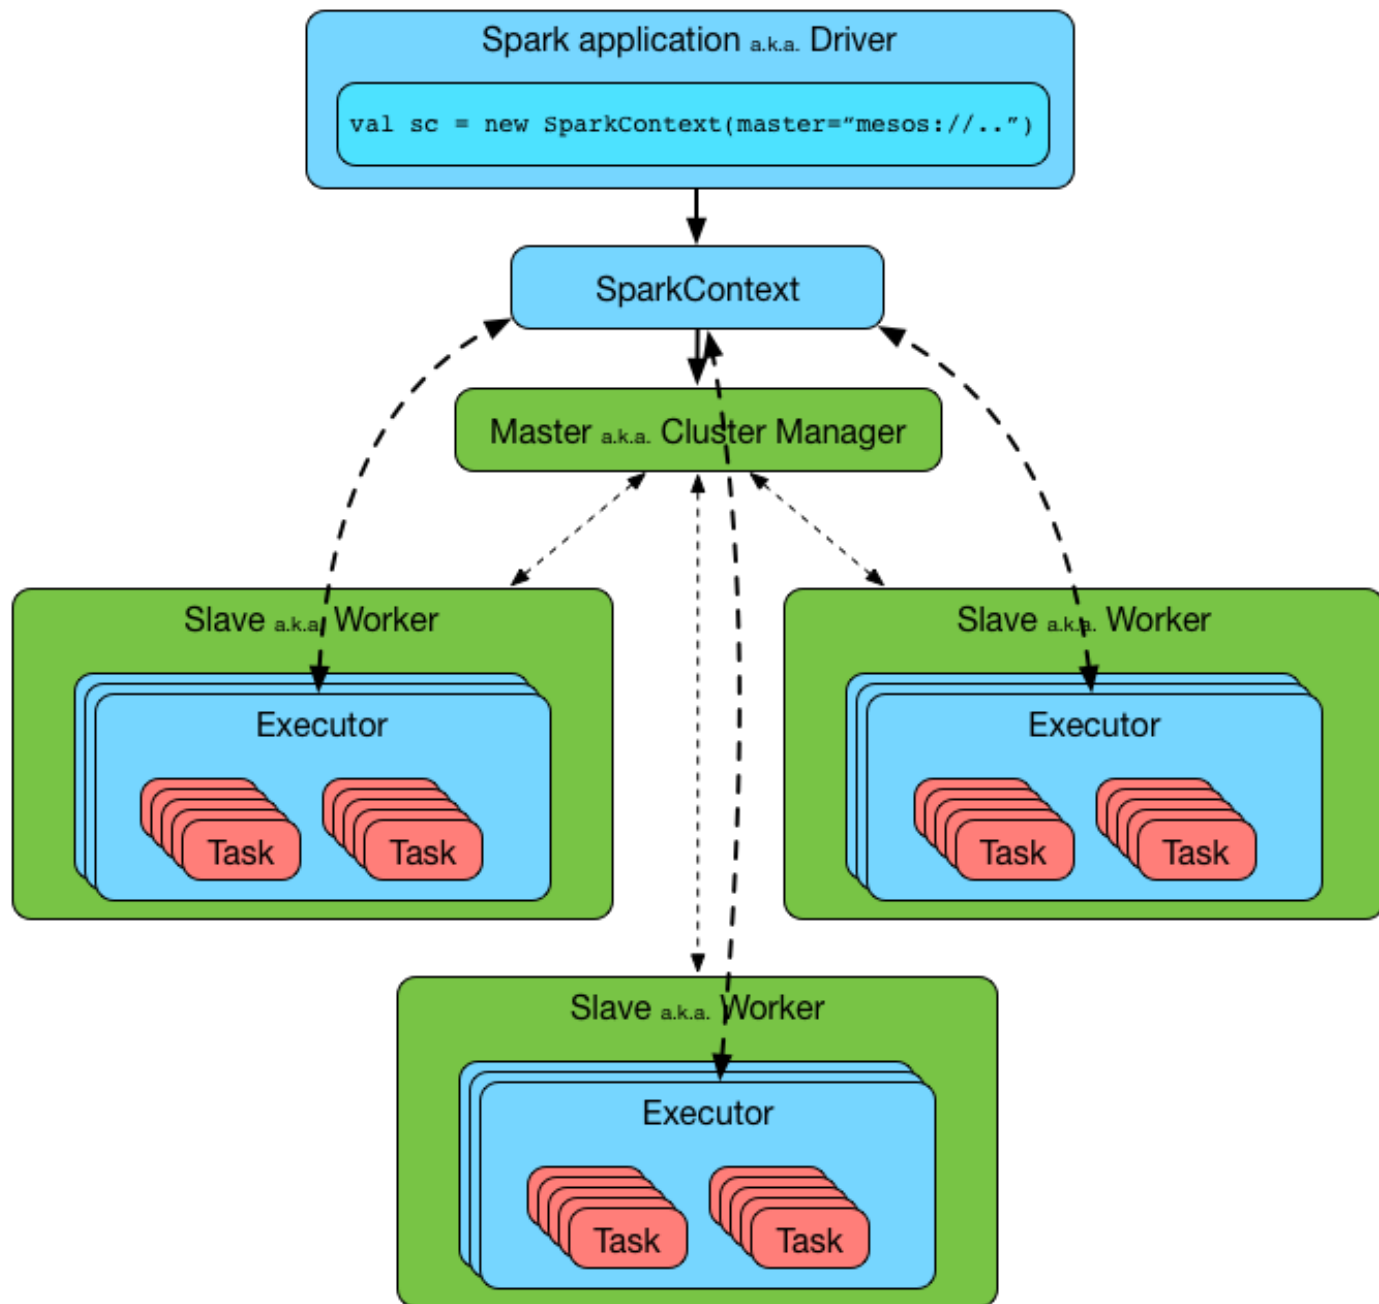 Spark application a.k.a. Driver
val sc = new SparkContext(master=“mesos://..”)
SparkContext
Master a.k.a. Cluster Manager
Slave a.k.a. Worker
Executor
Task
Task
Slave a.k.a. Worker
Executor
Task
Task
Slave a.k.a. Worker
Executor
Task
Task